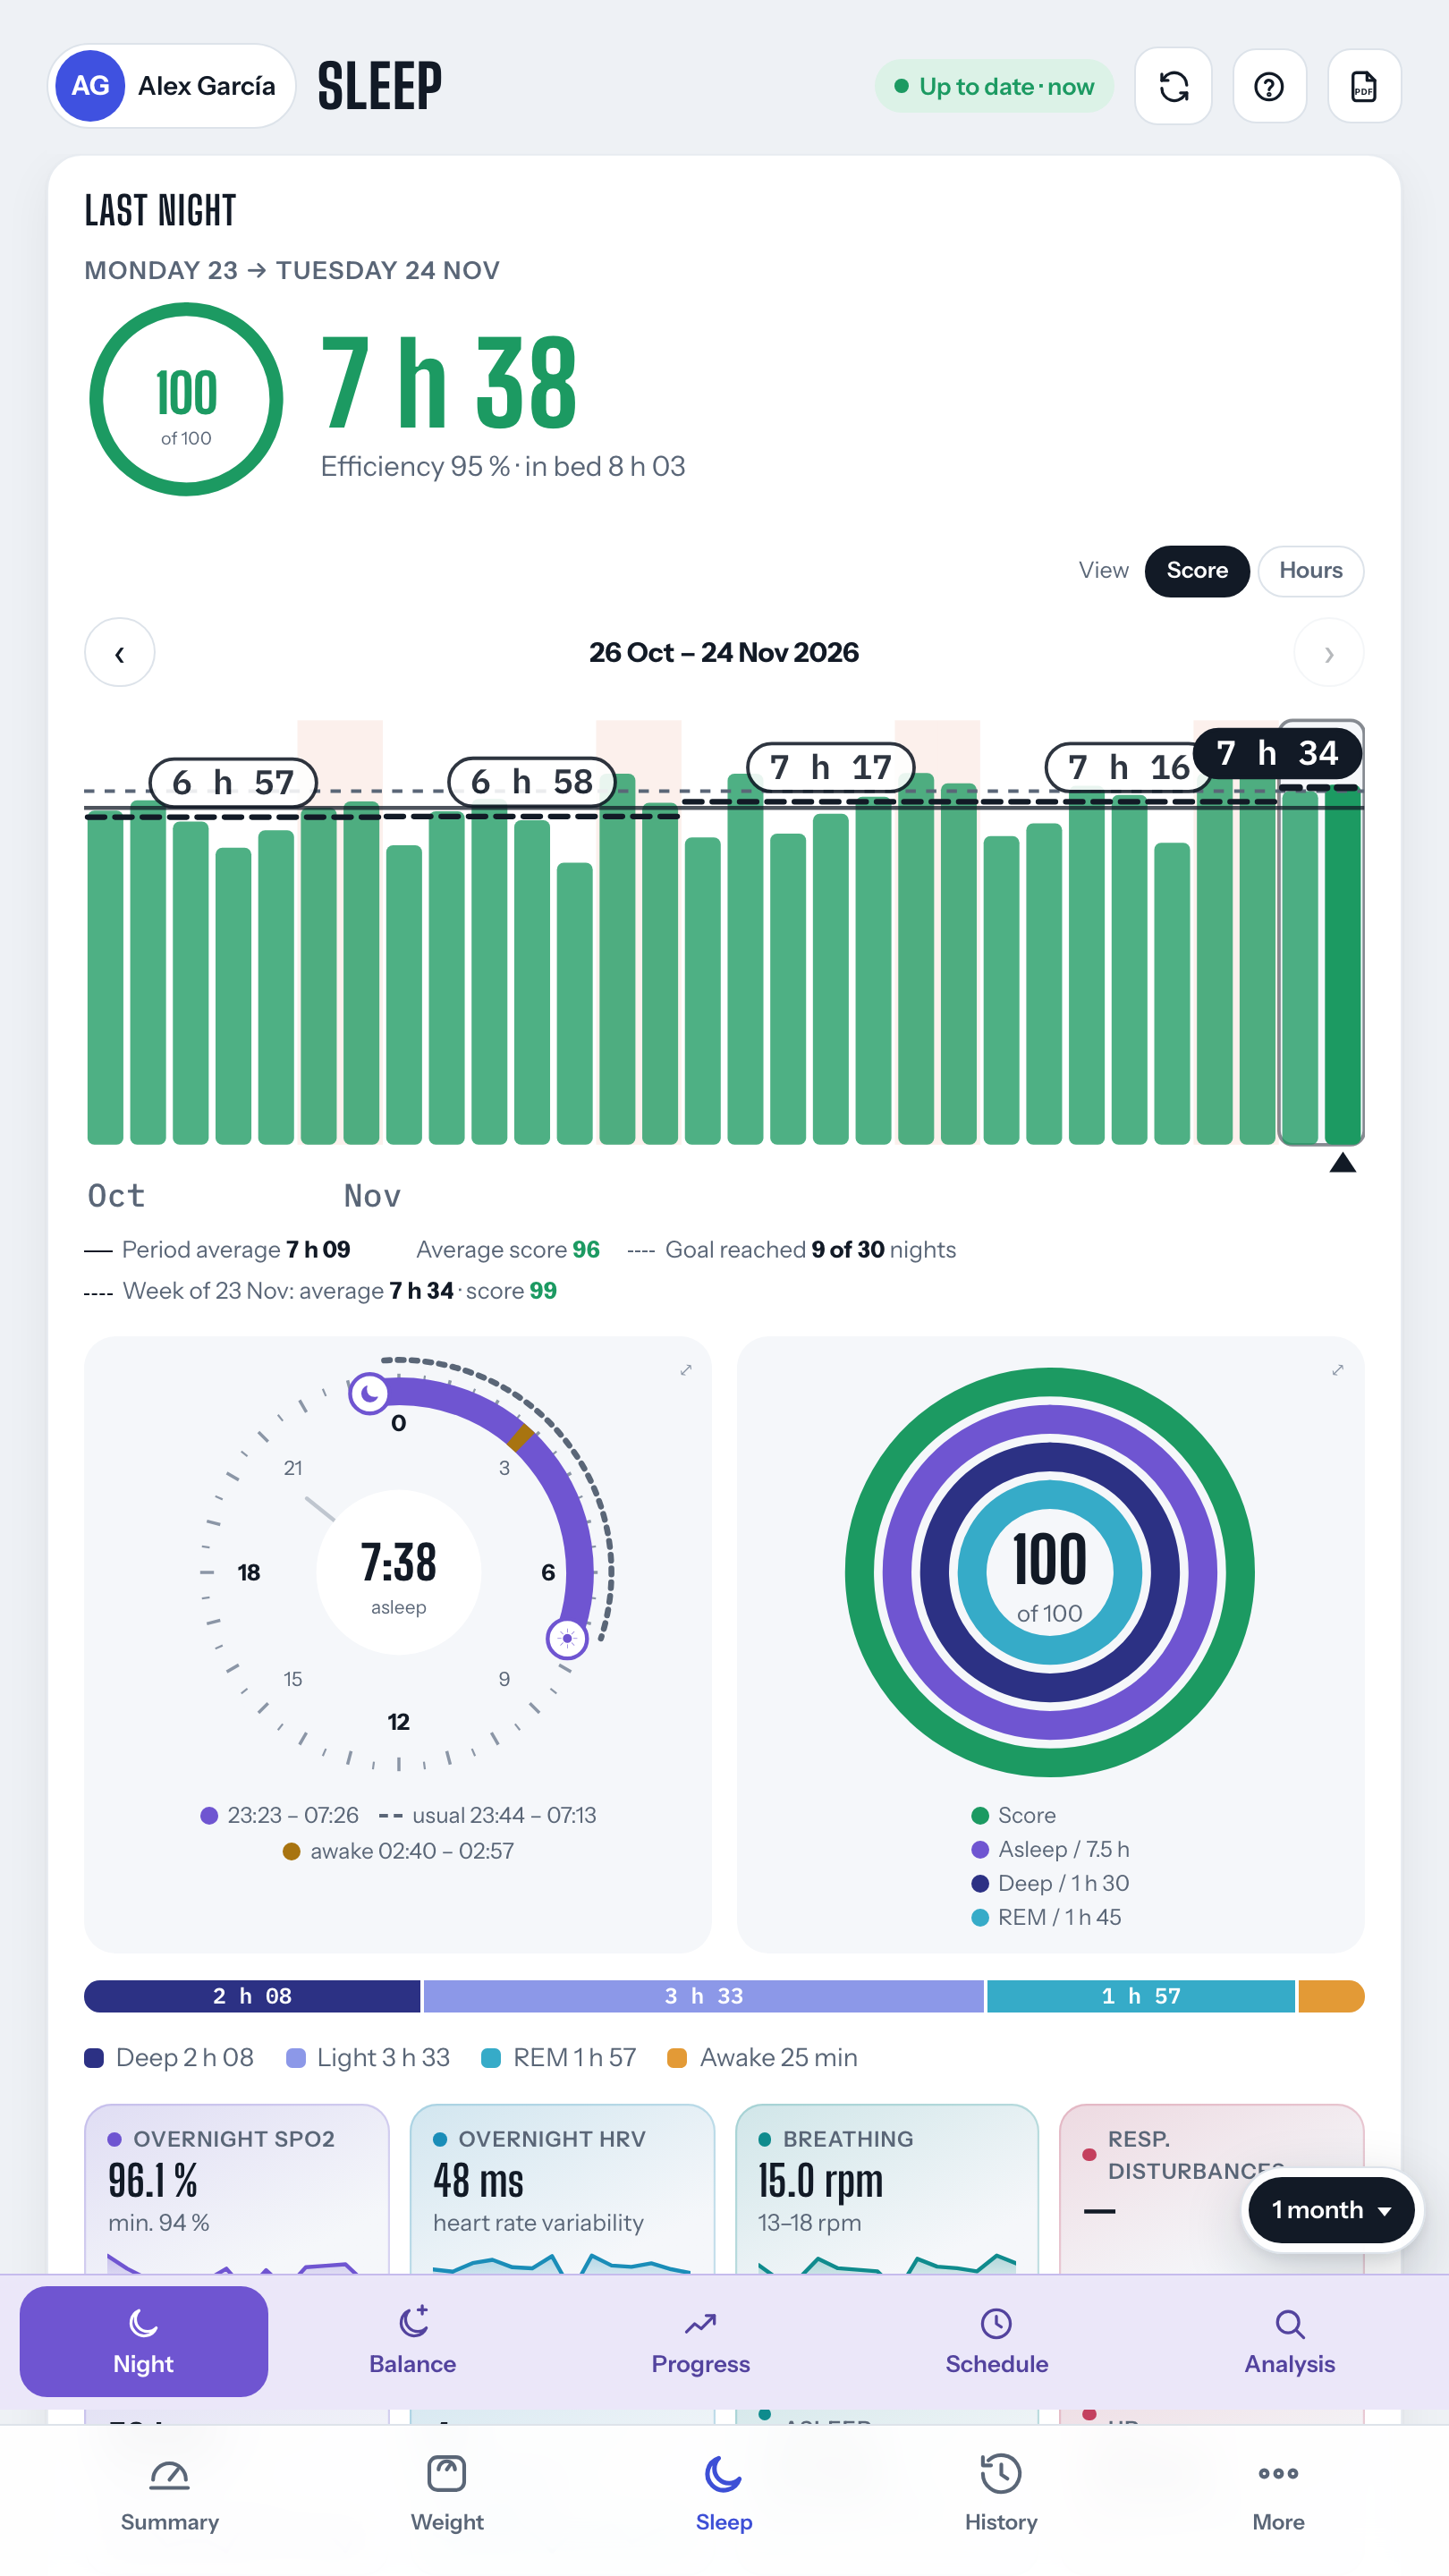 AG Alex García SLEEP Up to date · now PDF
LAST NIGHT
MONDAY 23 → TUESDAY 24 NOV
100
of 100
7 h 38
Efficiency 95 % · in bed 8 h 03
View Score Hours
‹ 26 Oct – 24 Nov 2026 ›
6 h 57 6 h 58 7 h 17 7 h 16 7 h 34
Oct Nov
Period average 7 h 09 Average score 96 Goal reached 9 of 30 nights
Week of 23 Nov: average 7 h 34 · score 99
0
21 3
18 6
7:38
asleep
15 9
12
23:23 – 07:26 usual 23:44 – 07:13
awake 02:40 – 02:57
100
of 100
Score
Asleep / 7.5 h
Deep / 1 h 30
REM / 1 h 45
2 h 08 3 h 33 1 h 57
Deep 2 h 08 Light 3 h 33 REM 1 h 57 Awake 25 min
OVERNIGHT SPO2
96.1 %
min. 94 %
OVERNIGHT HRV
48 ms
heart rate variability
BREATHING
15.0 rpm
13–18 rpm
RESP.
DISTURBANCES
—
1 month
Night Balance Progress Schedule Analysis
Summary Weight Sleep History More